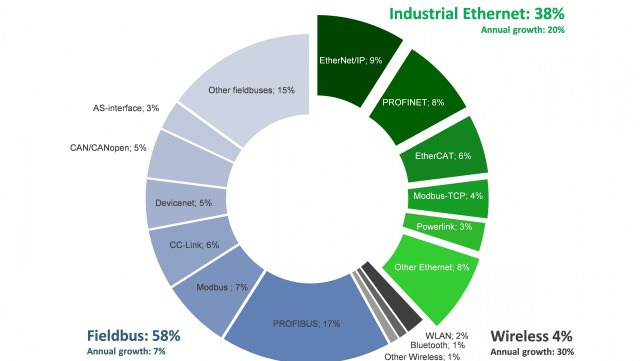 Industrial Ethernet: 38%
Annual growth: 20%
EtherNet/IP; 9%
PROFINET; 8%
EtherCAT; 6%
Modbus-TCP; 4%
Powerlink; 3%
Other Ethernet; 8%
WLAN; 2%
Bluetooth; 1%
Other Wireless; 1%
Wireless 4%
Annual growth: 30%
PROFIBUS; 17%
Modbus ; 7%
CC-Link; 6%
Devicenet; 5%
CAN/CANopen; 5%
AS-interface; 3%
Other fieldbuses; 15%
Fieldbus: 58%
Annual growth: 7%